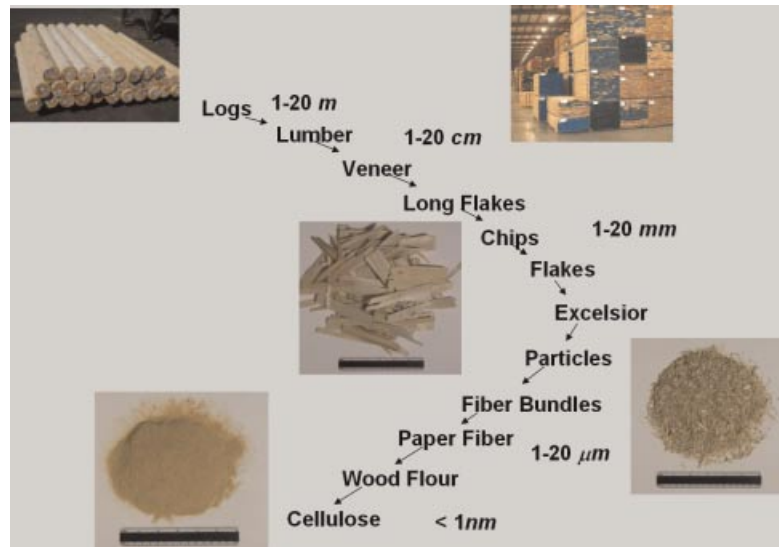 Logs
1-20 m
Lumber
1-20 cm
Veneer
Long Flakes
Chips
1-20 mm
Flakes
Excelsior
Particles
Fiber Bundles
Paper Fiber
1-20 μm
Wood Flour
Cellulose
< 1nm